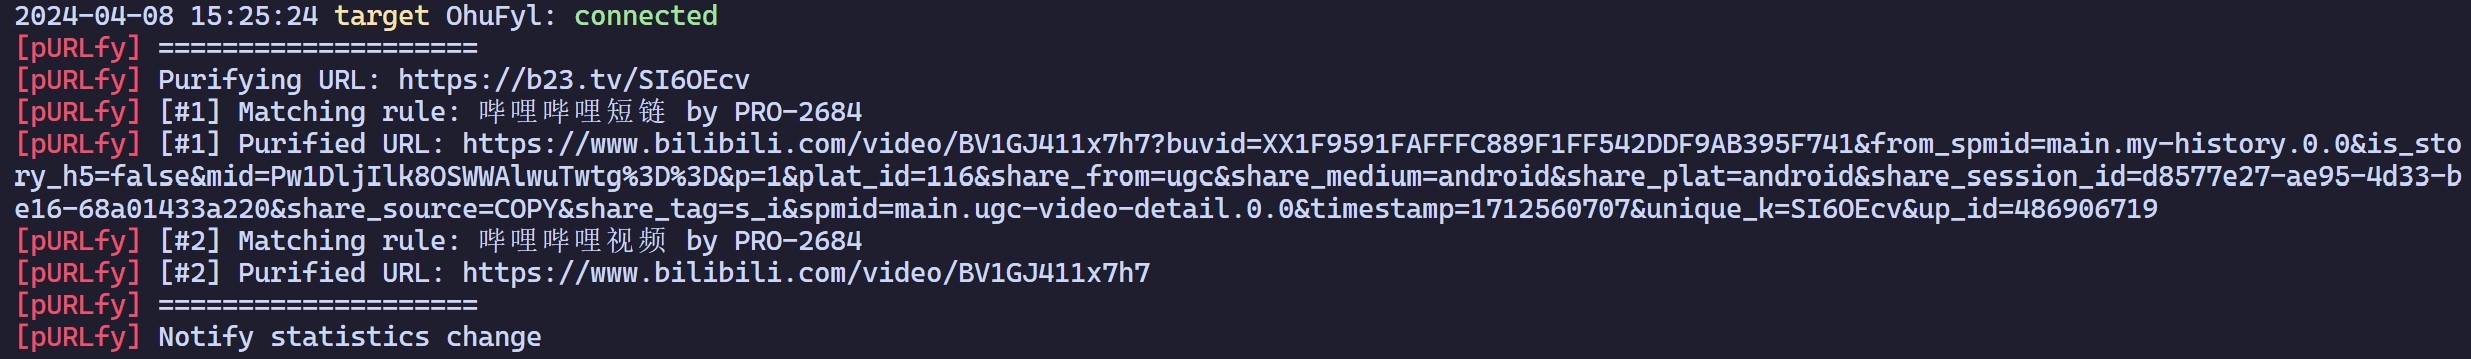 2024-04-08 15:25:24 target OhuFyl: connected
[pURLfy] ====================
[pURLfy] Purifying URL: https://b23.tv/SI6OEcv
[pURLfy] [#1] Matching rule: 哔哩哔哩短链 by PRO-2684
[pURLfy] [#1] Purified URL: https://www.bilibili.com/video/BV1GJ411x7h7?buvid=XX1F9591FAFFFC889F1FF542DDF9AB395F741&from_spmid=main.my-history.0.0&is_sto
ry_h5=false&mid=Pw1DljIlk8OSWWAlwuTwtg%3D%3D&p=1&plat_id=116&share_from=ugc&share_medium=android&share_plat=android&share_session_id=d8577e27-ae95-4d33-b
e16-68a01433a220&share_source=COPY&share_tag=s_i&spmid=main.ugc-video-detail.0.0&timestamp=1712560707&unique_k=SI6OEcv&up_id=486906719
[pURLfy] [#2] Matching rule: 哔哩哔哩视频 by PRO-2684
[pURLfy] [#2] Purified URL: https://www.bilibili.com/video/BV1GJ411x7h7
[pURLfy] ====================
[pURLfy] Notify statistics change